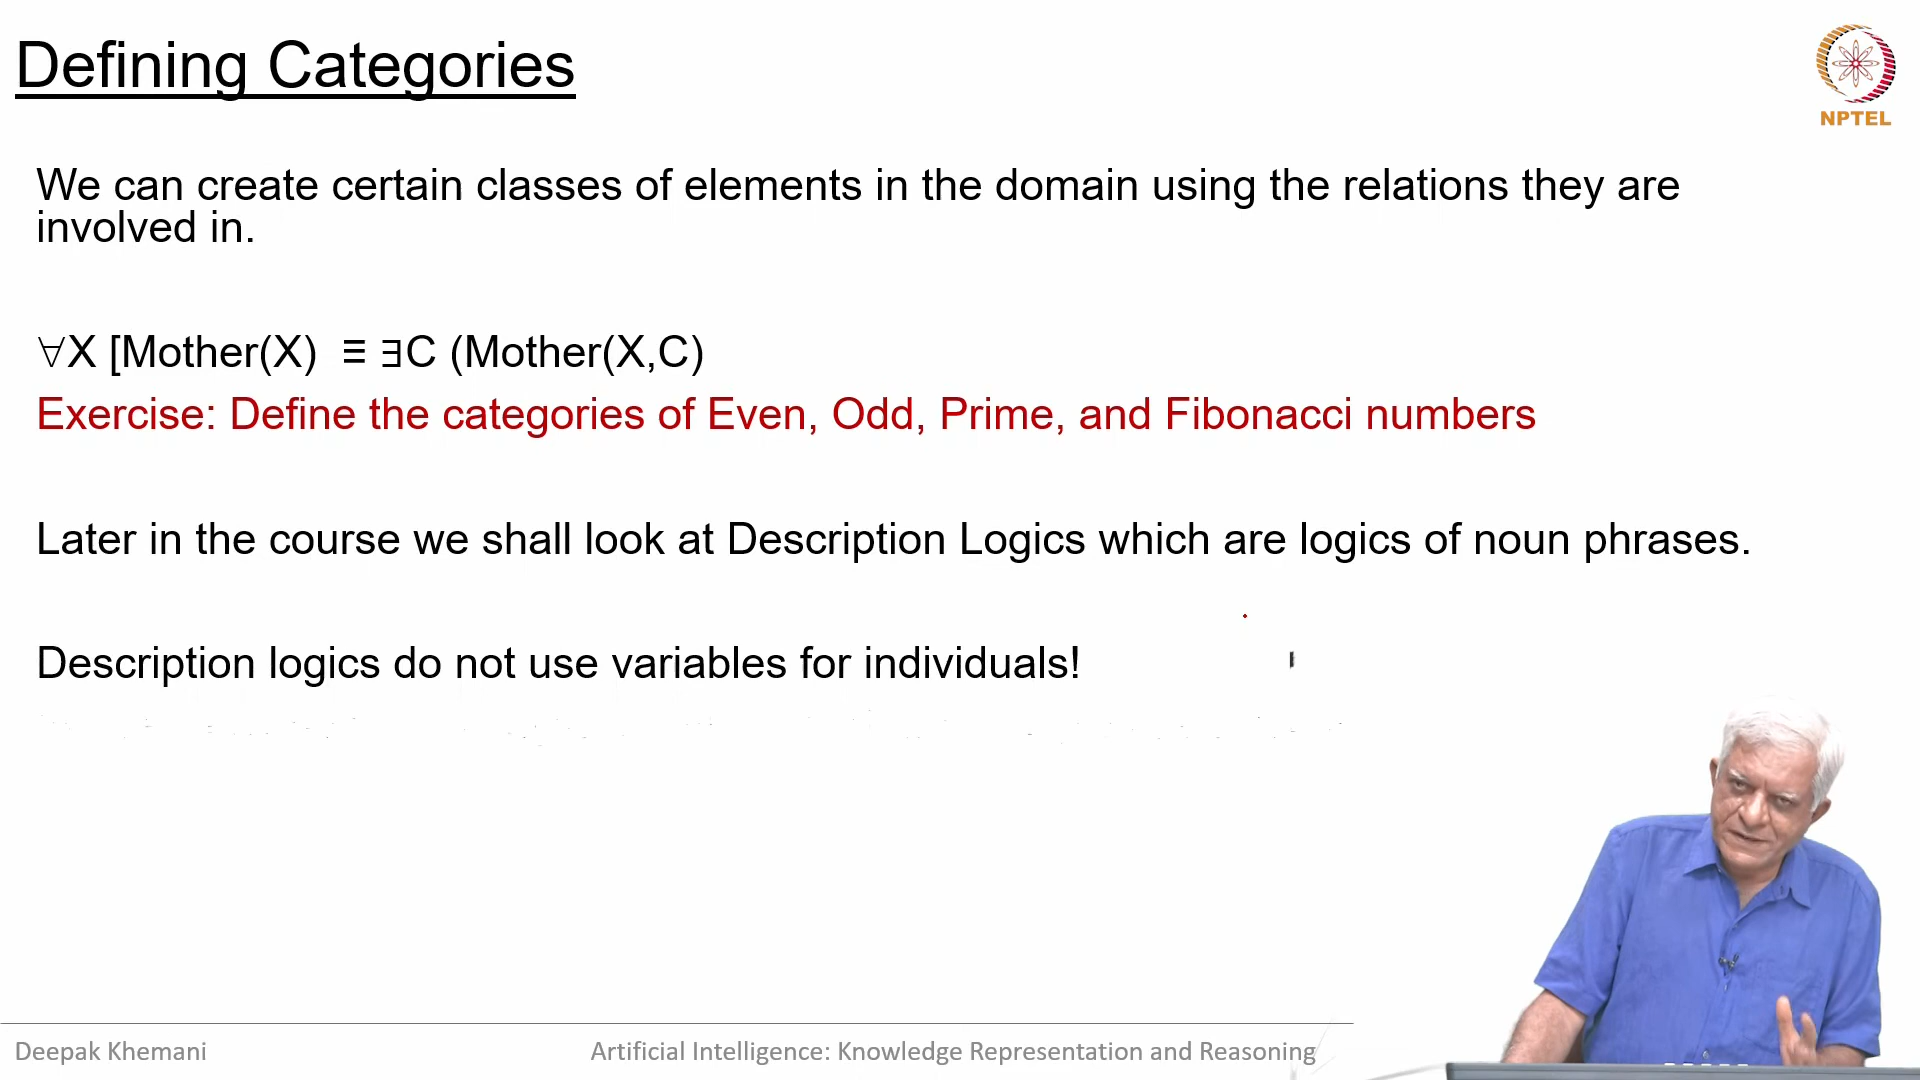 Defining Categories
NPTEL
We can create certain classes of elements in the domain using the relations they are
involved in.
∀X [Mother(X) ≡ ∃C (Mother(X,C)
Exercise: Define the categories of Even, Odd, Prime, and Fibonacci numbers
Later in the course we shall look at Description Logics which are logics of noun phrases.
Description logics do not use variables for individuals!
Deepak Khemani
Artificial Intelligence: Knowledge Representation and Reasoning